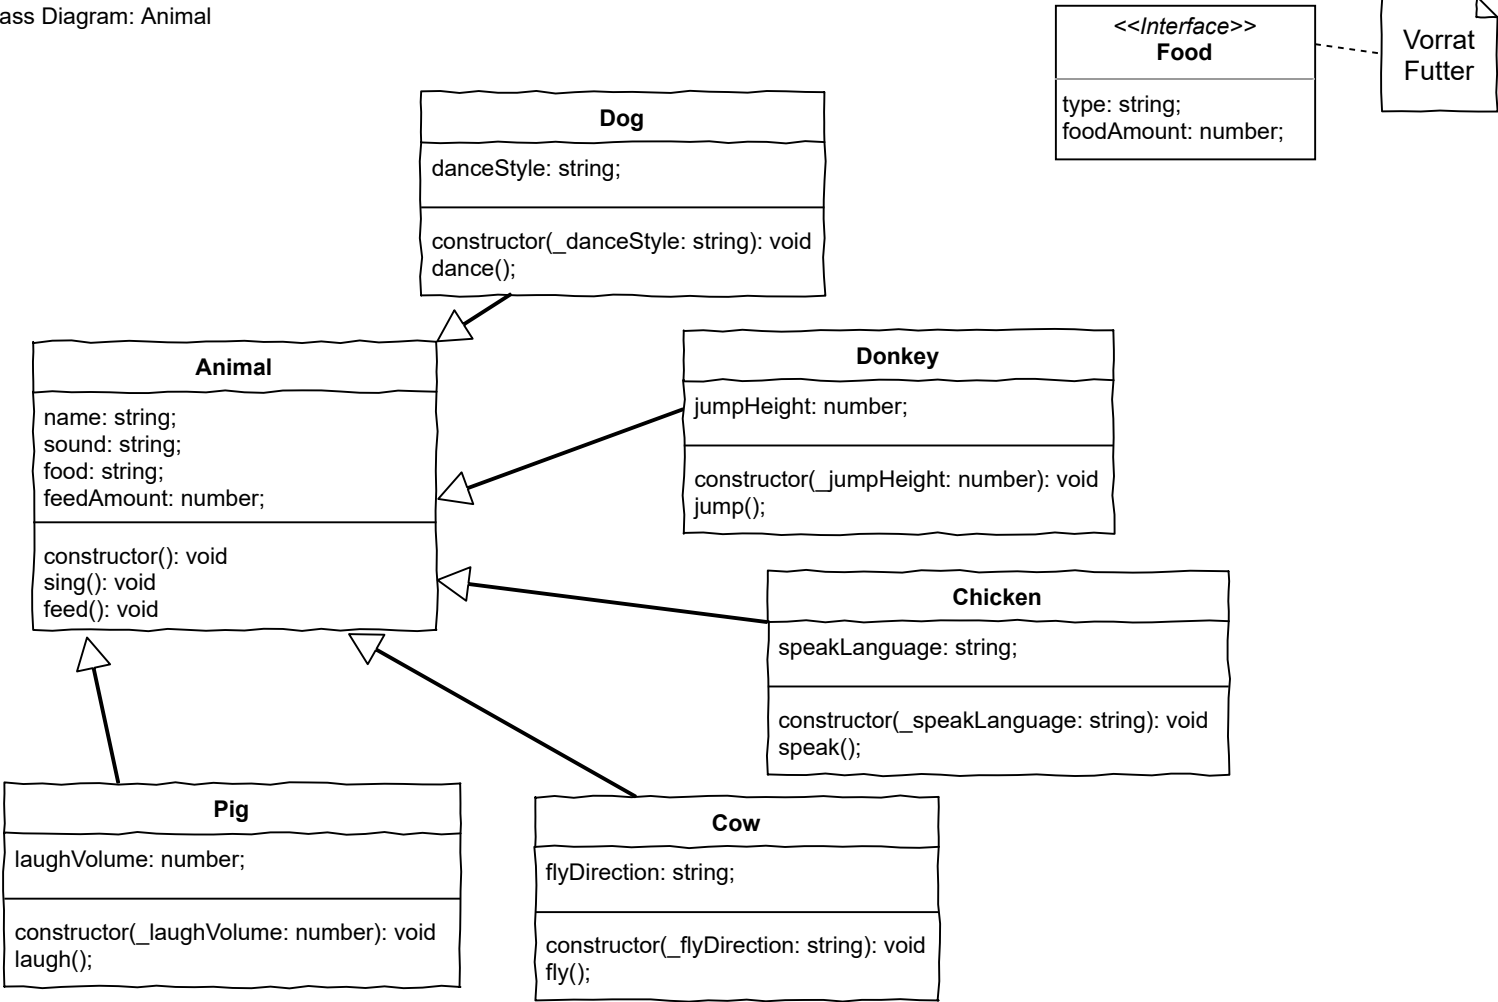 ass Diagram: Animal
<<Interface>>
Food
type: string;
foodAmount: number;
Vorrat
Futter
Dog
danceStyle: string;
constructor(_danceStyle: string): void
dance();
Animal
name: string;
sound: string;
food: string;
feedAmount: number;
constructor(): void
sing(): void
feed(): void
Donkey
jumpHeight: number;
constructor(_jumpHeight: number): void
jump();
Chicken
speakLanguage: string;
constructor(_speakLanguage: string): void
speak();
Pig
laughVolume: number;
constructor(_laughVolume: number): void
laugh();
Cow
flyDirection: string;
constructor(_flyDirection: string): void
fly();